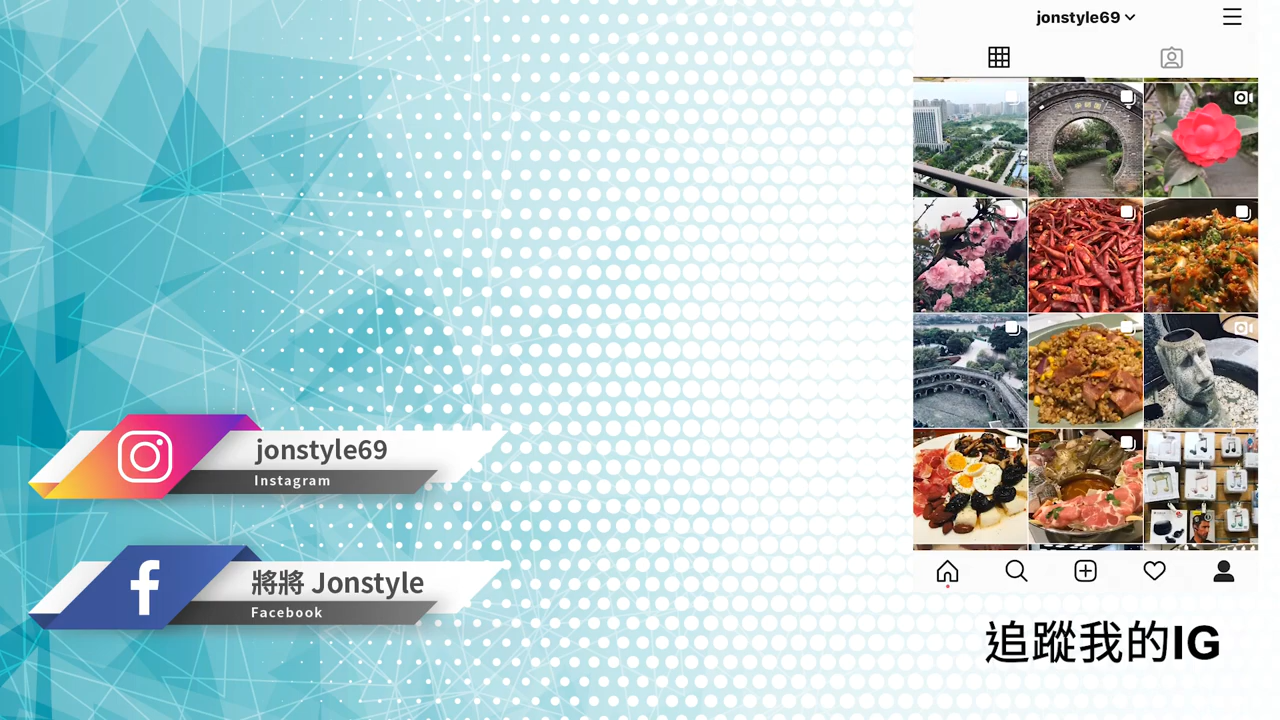 jonstyle69
jonstyle69
Instagram
將將 Jonstyle
Facebook
追蹤我的IG